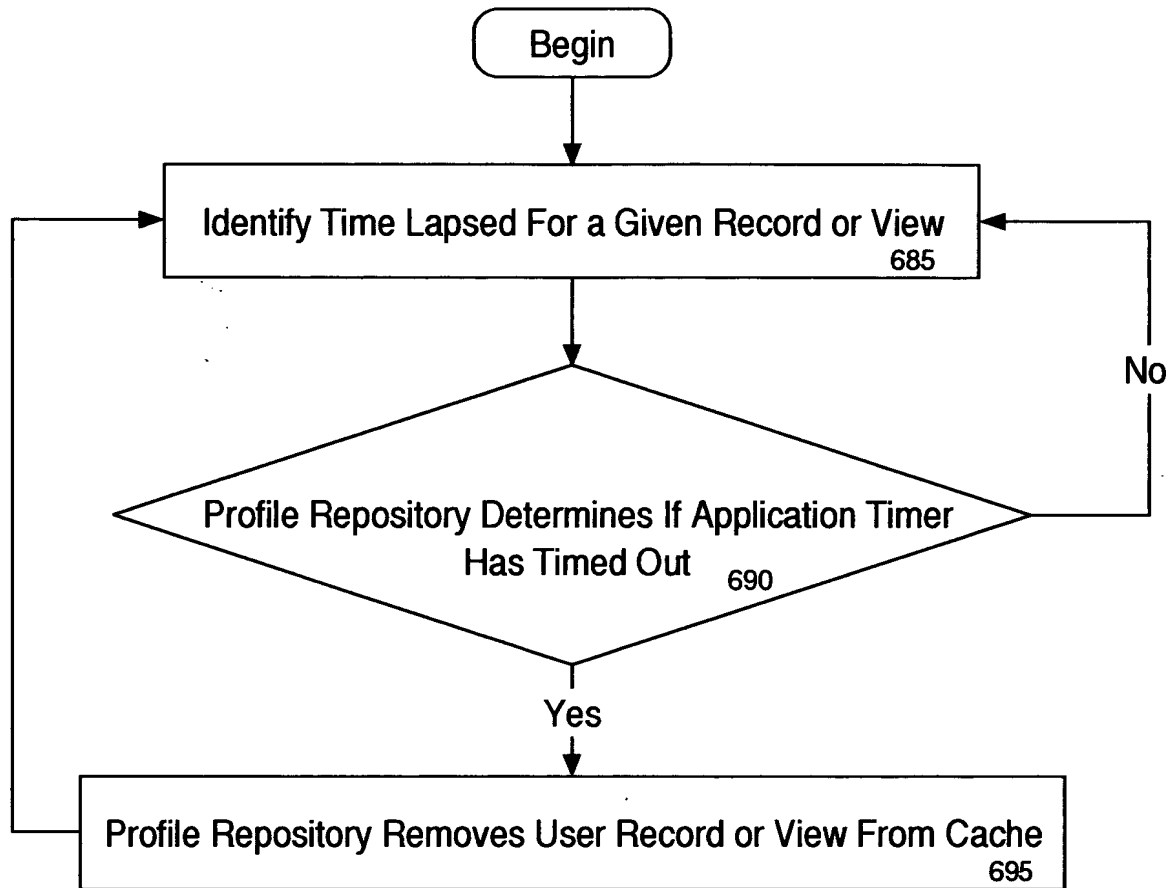 Begin
Identify Time Lapsed For a Given Record or View
685
No
Profile Repository Determines If Application Timer
Has Timed Out 690
Yes
Profile Repository Removes User Record or View From Cache
695